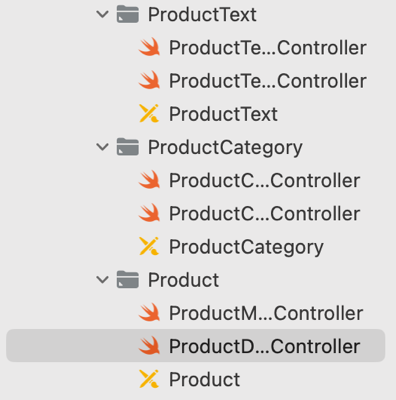 ProductText
ProductTe...Controller
ProductTe...Controller
ProductText
ProductCategory
ProductC...Controller
ProductC...Controller
ProductCategory
Product
ProductM...Controller
ProductD...Controller
Product